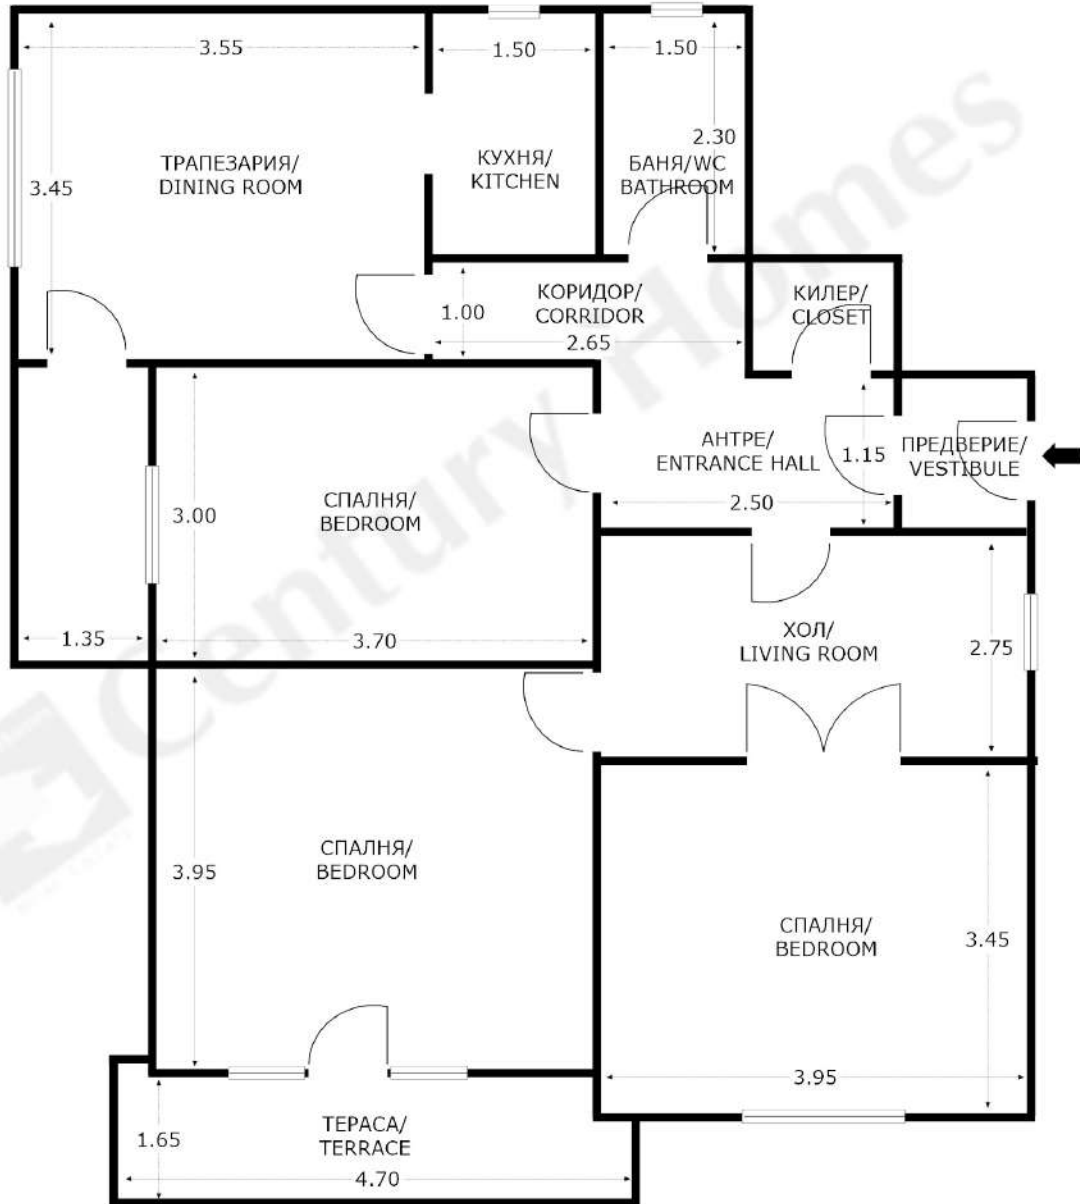 3.55
1.50
1.50
2.30
ТРАПЕЗАРИЯ/
DINING ROOM
3.45
КУХНЯ/
KITCHEN
БАНЯ/WC
BATHROOM
КОРИДОР/
CORRIDOR
1.00
2.65
КИЛЕР/
CLOSET
АНТРЕ/
ENTRANCE HALL
1.15
2.50
ПРЕДВЕРИЕ/
VESTIBULE
СПАЛНЯ/
BEDROOM
3.00
1.35
3.70
ХОЛ/
LIVING ROOM
2.75
СПАЛНЯ/
BEDROOM
3.95
СПАЛНЯ/
BEDROOM
3.45
3.95
ТЕРАСА/
TERRACE
1.65
4.70
Century Homes